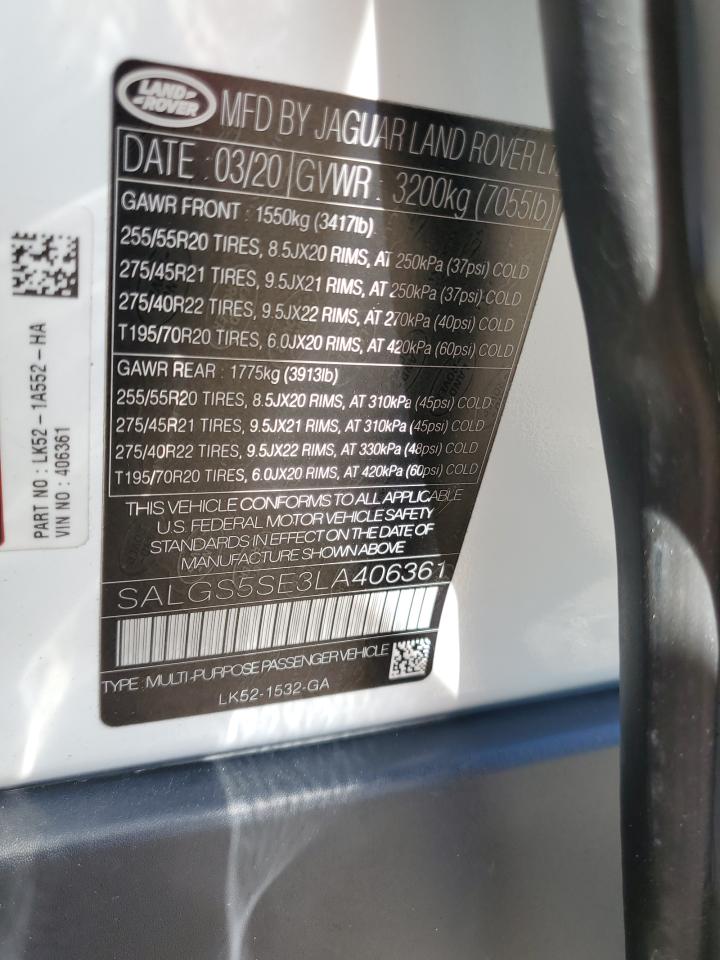 LAND
ROVER
MFD BY JAGUAR LAND ROVER
DATE : 03/20 GVWR : 3200kg (7055lb)
GAWR FRONT : 1550kg (3417lb)
255/55R20 TIRES, 8.5JX20 RIMS, AT 250kPa (37psi) COLD
275/45R21 TIRES, 9.5JX21 RIMS, AT 250kPa (37psi) COLD
275/40R22 TIRES, 9.5JX22 RIMS, AT 270kPa (40psi) COLD
T195/70R20 TIRES, 6.0JX20 RIMS, AT 420kPa (60psi) COLD
GAWR REAR : 1775kg (3913lb)
255/55R20 TIRES, 8.5JX20 RIMS, AT 310kPa (45psi) COLD
275/45R21 TIRES, 9.5JX21 RIMS, AT 310kPa (45psi) COLD
275/40R22 TIRES, 9.5JX22 RIMS, AT 330kPa (48psi) COLD
T195/70R20 TIRES, 6.0JX20 RIMS, AT 420kPa (60psi) COLD
THIS VEHICLE CONFORMS TO ALL APPLICABLE
U.S. FEDERAL MOTOR VEHICLE SAFETY
STANDARDS IN EFFECT ON THE DATE OF
MANUFACTURE SHOWN ABOVE
SALGS5SE3LA406361
TYPE : MULTI-PURPOSE PASSENGER VEHICLE
LK52-1532-GA
PART NO : LK52-1A552-HA
VIN NO : 406361